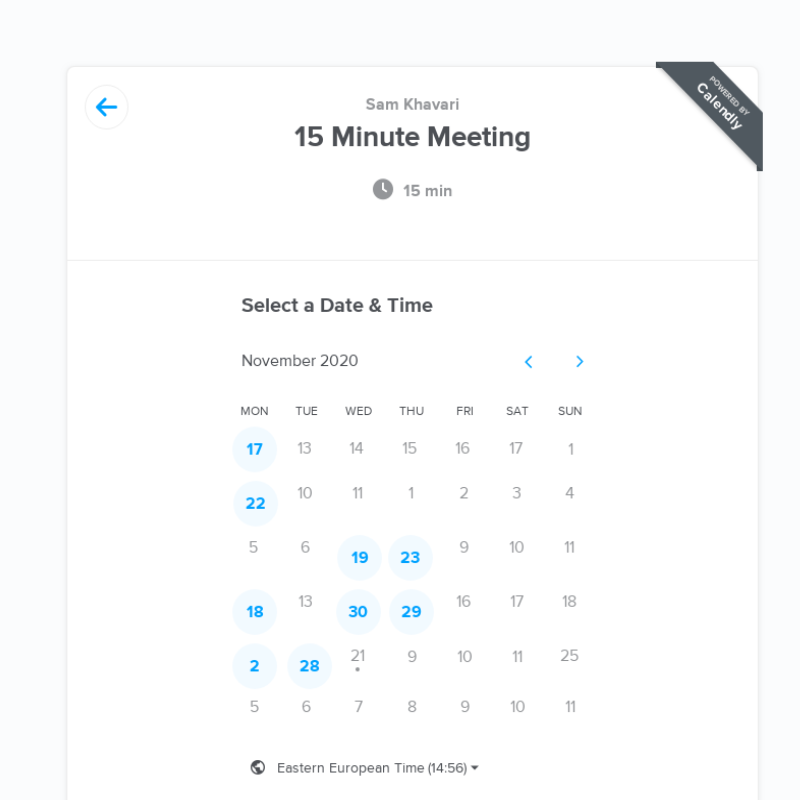 POWERED BY
Calendly
Sam Khavari
15 Minute Meeting
15 min
Select a Date & Time
November 2020
MON TUE WED THU FRI SAT SUN
17 13 14 15 16 17 1
22 10 11 1 2 3 4
5 6 19 23 9 10 11
18 13 30 29 16 17 18
2 28 21 9 10 11 25
5 6 7 8 9 10 11
Eastern European Time (14:56)